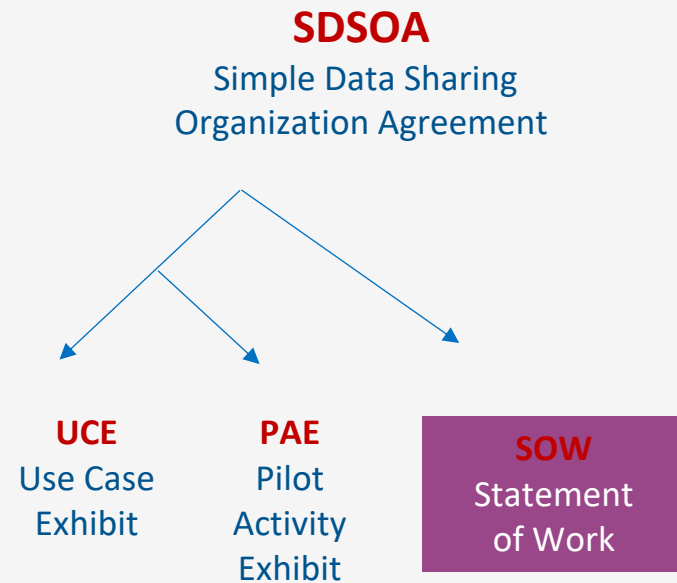 SDSOA
Simple Data Sharing
Organization Agreement
UCE
Use Case
Exhibit
PAE
Pilot
Activity
Exhibit
SOW
Statement
of Work